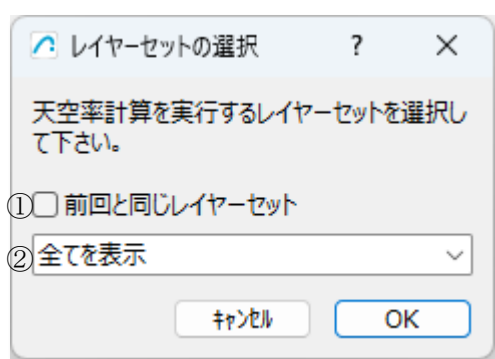 レイヤーセットの選択 ? ×
天空率計算を実行するレイヤーセットを選択し
て下さい。
① 前回と同じレイヤーセット
② 全てを表示
ｷｬﾝｾﾙ OK